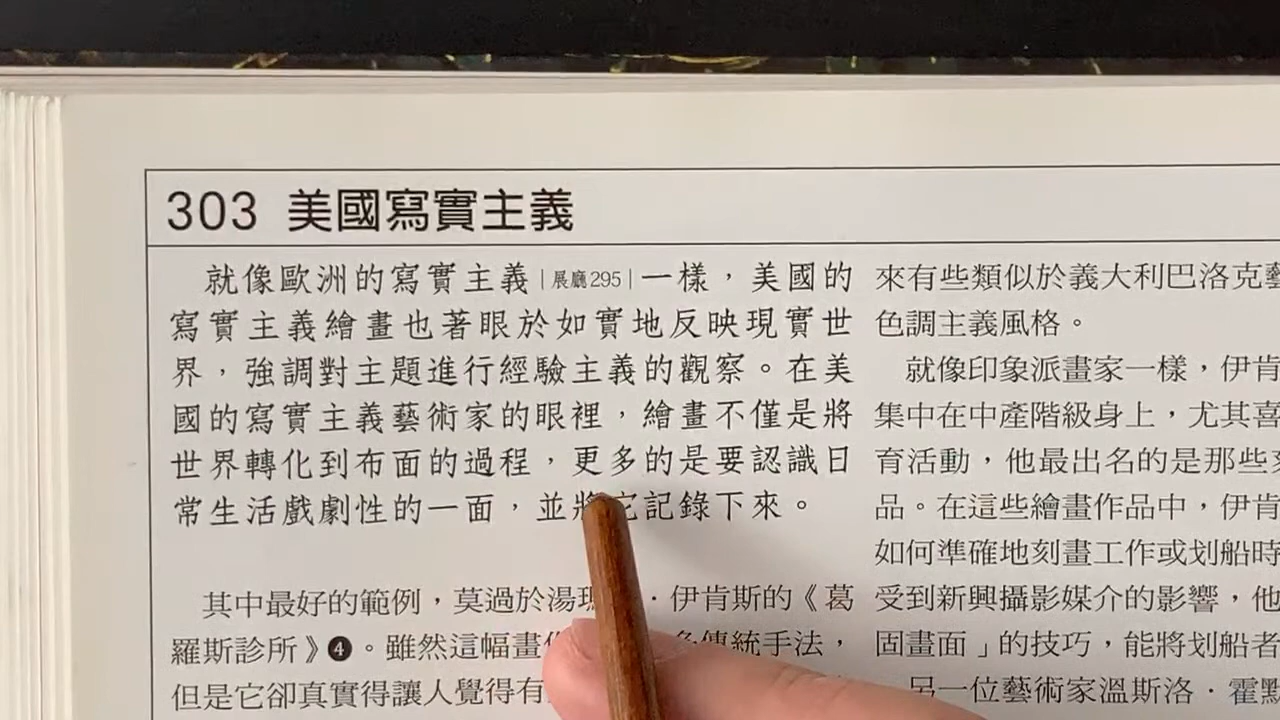 303 美國寫實主義
就像歐洲的寫實主義|展廳295|一樣，美國的
寫實主義繪畫也著眼於如實地反映現實世
界，強調對主題進行經驗主義的觀察。在美
國的寫實主義藝術家的眼裡，繪畫不僅是將
世界轉化到布面的過程，更多的是要認識日
常生活戲劇性的一面，並將它記錄下來。
其中最好的範例，莫過於湯瑪·伊肯斯的《葛
羅斯診所》❹。雖然這幅畫 傳統手法，
但是它卻真實得讓人覺得有
來有些類似於義大利巴洛克藝
色調主義風格。
就像印象派畫家一樣，伊肯
集中在中產階級身上，尤其喜
育活動，他最出名的是那些
品。在這些繪畫作品中，伊肯
如何準確地刻畫工作或划船時
受到新興攝影媒介的影響，他
固畫面」的技巧，能將划船者
另一位藝術家溫斯洛·霍默